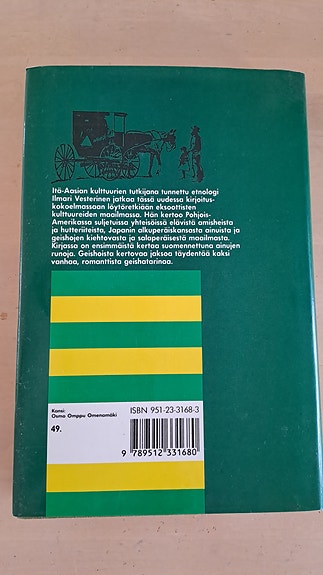 Itä-Aasian kulttuurien tutkijana tunnettu etnologi
Ilmari Vesterinen jatkaa tässä uudessa kirjoitus-
kokoelmassaan löytöretkiään eksoottisten
kulttuureiden maailmassa. Hän kertoo Pohjois-
Amerikassa suljetuissa yhteisöissä elävistä amisheista
ja hutteriiteista, Japanin alkuperäiskansasta ainuista ja
geishojen kiehtovasta ja salaperäisestä maailmasta.
Kirjassa on ensimmäistä kertaa suomennettuna ainujen
runoja. Geishoista kertovaa jaksoa täydentää kaksi
vanhaa, romanttista geishatarinaa.
ISBN 951-23-3168-3
Kansi:
Osmo Omppu Omenamäki
49.
9 789512 331680